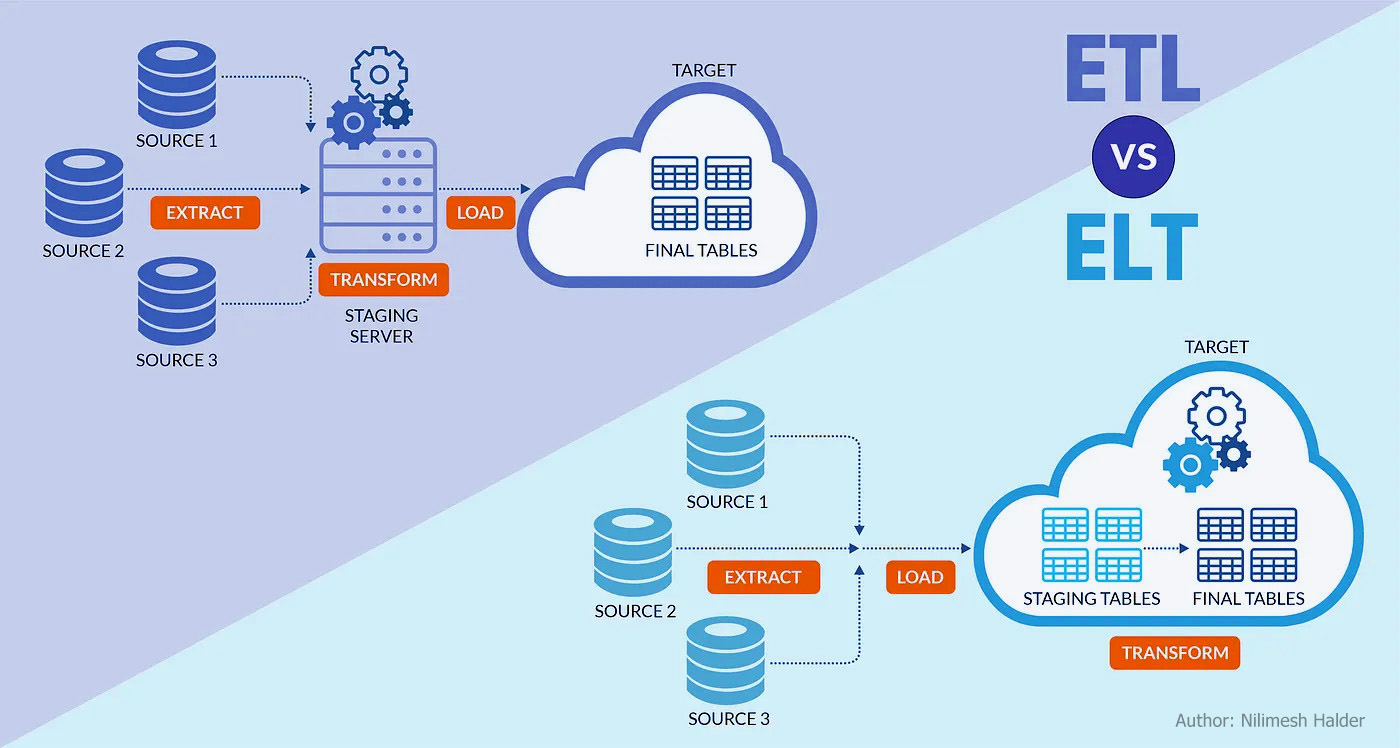 ETL
VS
ELT
SOURCE 1
SOURCE 2
SOURCE 3
EXTRACT
TRANSFORM
STAGING
SERVER
LOAD
TARGET
FINAL TABLES
SOURCE 1
SOURCE 2
SOURCE 3
EXTRACT
LOAD
TARGET
STAGING TABLES
FINAL TABLES
TRANSFORM
Author: Nilimesh Halder